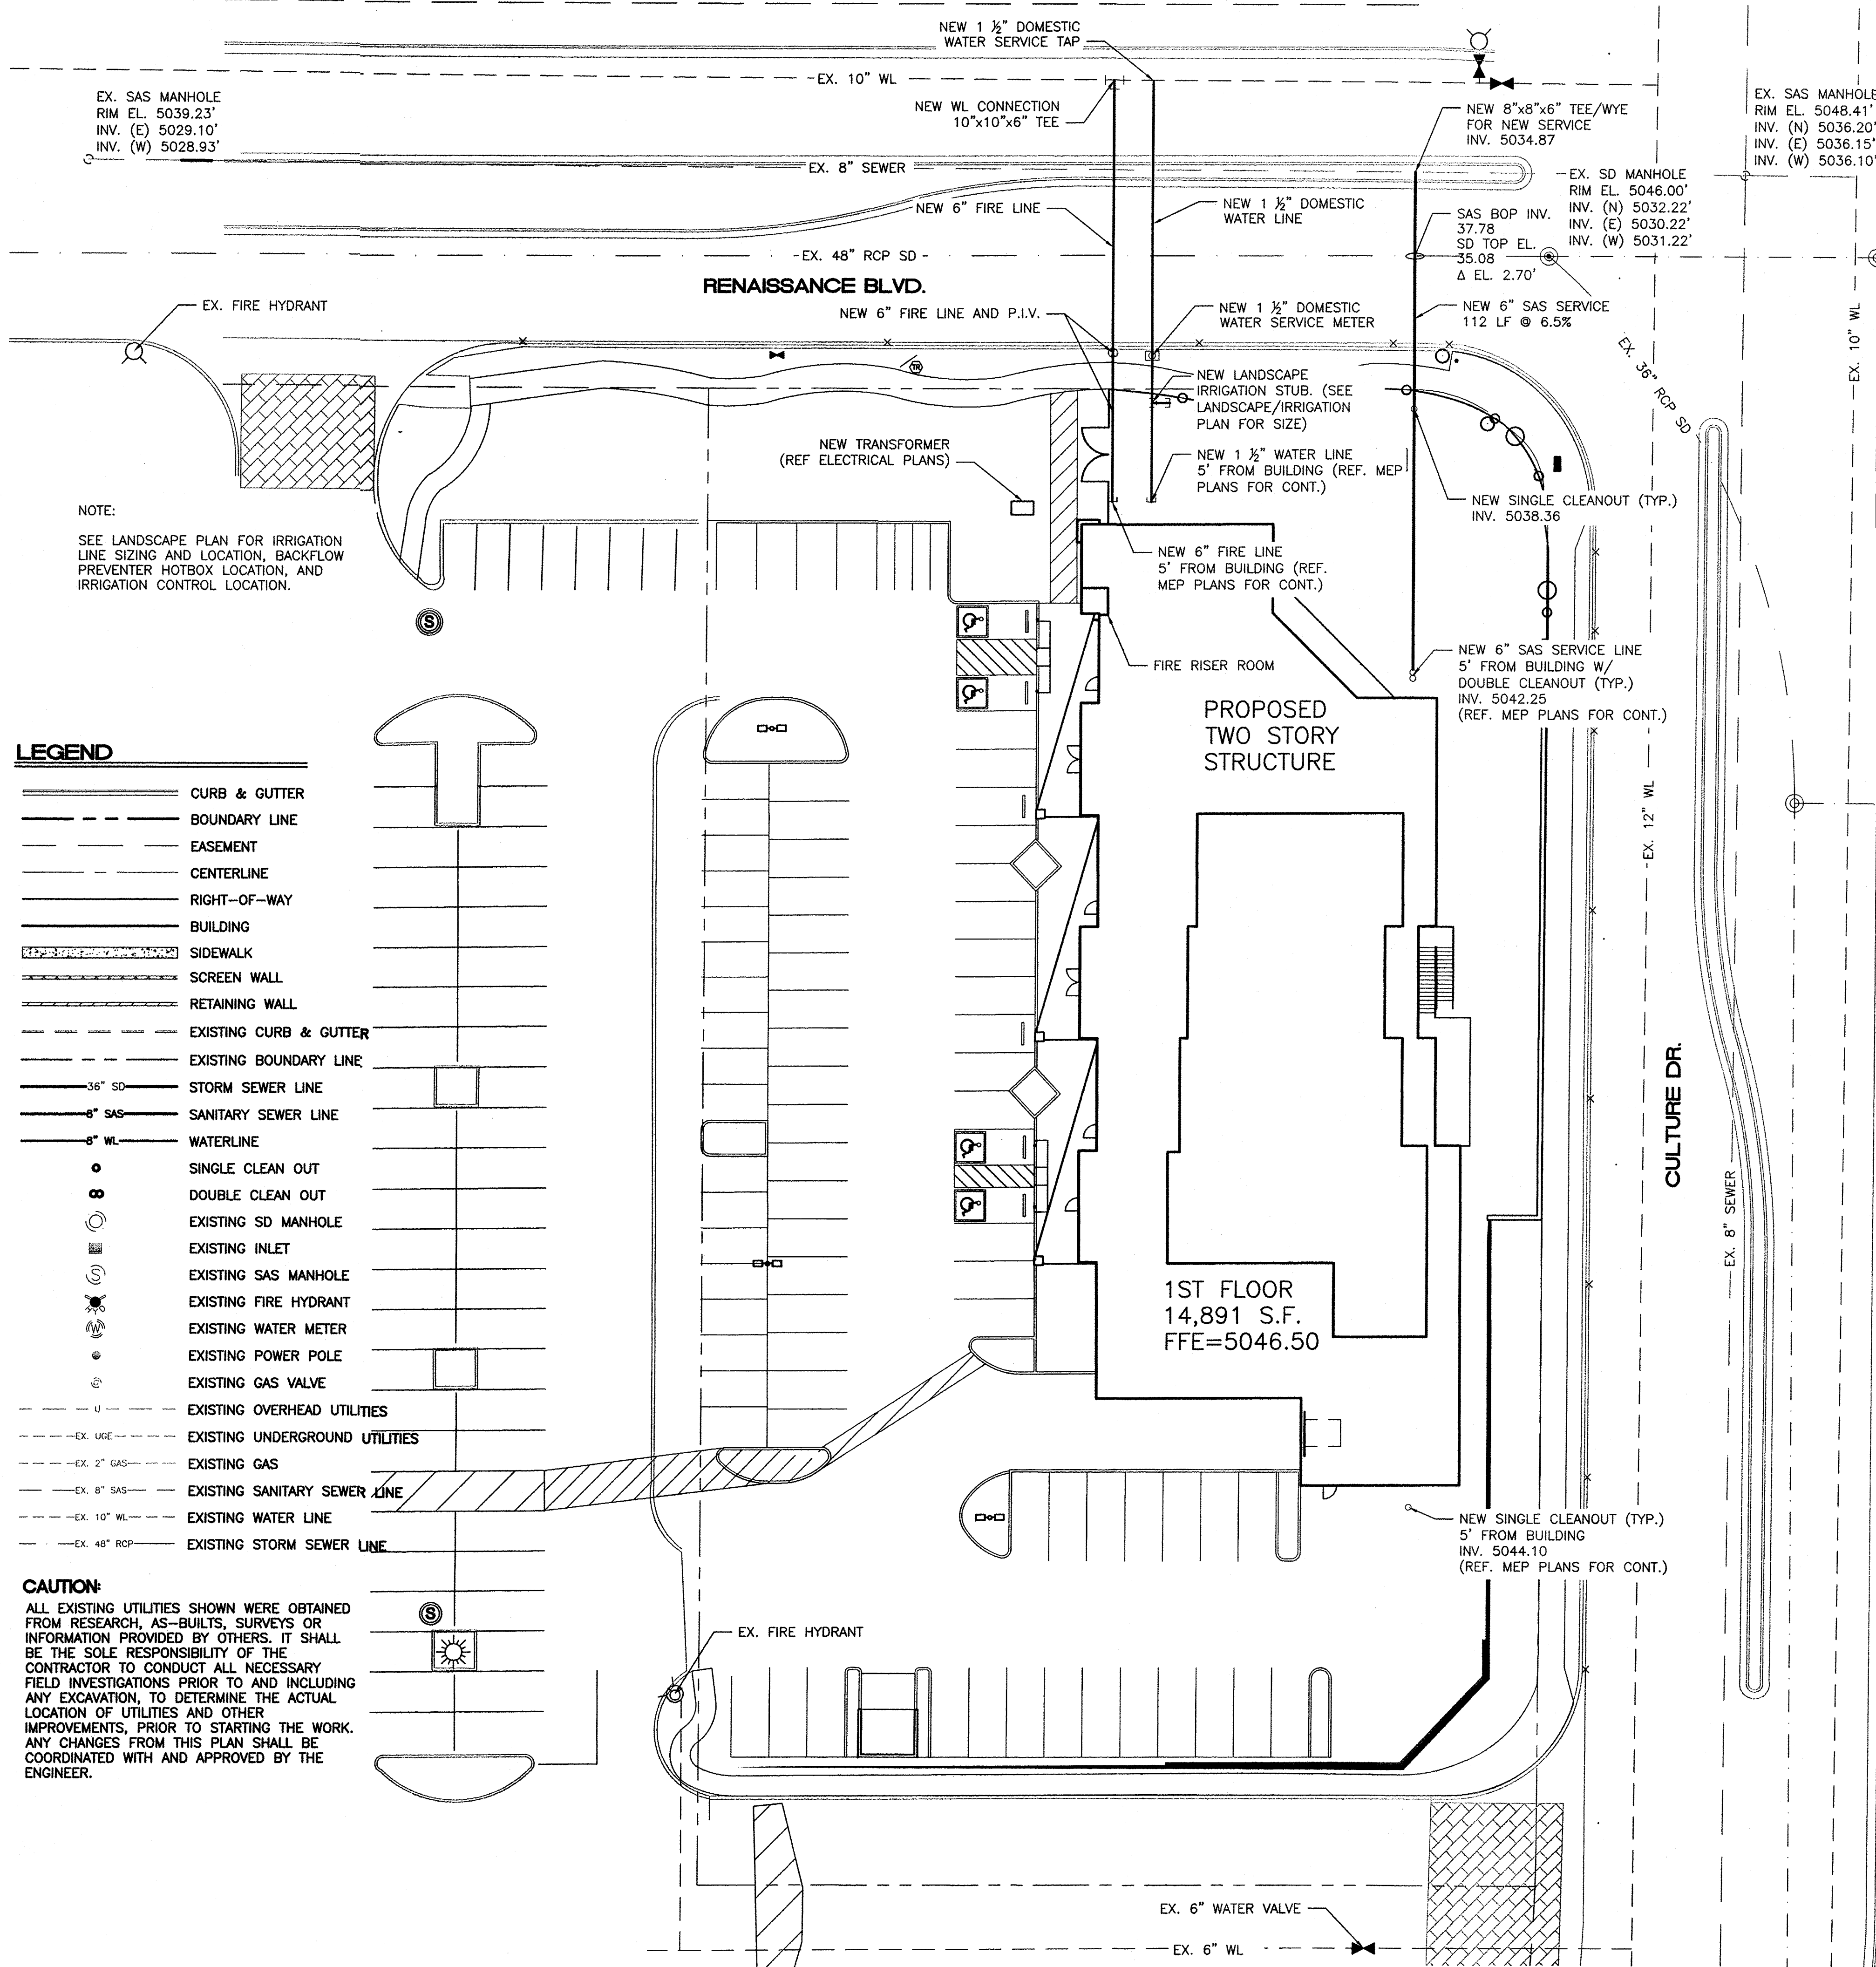 NEW 1 ½" DOMESTIC
WATER SERVICE TAP
EX. 10" WL
NEW WL CONNECTION
10"x10"x6" TEE
EX. SAS MANHOLE
RIM EL. 5039.23'
INV. (E) 5029.10'
INV. (W) 5028.93'
NEW 8"x8"x6" TEE/WYE
FOR NEW SERVICE
INV. 5034.87
EX. SAS MANHOLE
RIM EL. 5048.41'
INV. (N) 5036.20'
INV. (E) 5036.15'
INV. (W) 5036.10'
EX. 8" SEWER
EX. SD MANHOLE
RIM EL. 5046.00'
INV. (N) 5032.22'
INV. (E) 5030.22'
INV. (W) 5031.22'
NEW 6" FIRE LINE
NEW 1 ½" DOMESTIC
WATER LINE
SAS BOP INV.
37.78
SD TOP EL.
35.08
Δ EL. 2.70'
EX. 48" RCP SD
RENAISSANCE BLVD.
EX. FIRE HYDRANT
NEW 6" FIRE LINE AND P.I.V.
NEW 1 ½" DOMESTIC
WATER SERVICE METER
NEW 6" SAS SERVICE
112 LF @ 6.5%
EX. 36" RCP SD
EX. 10" WL
TR
NEW LANDSCAPE
IRRIGATION STUB. (SEE
LANDSCAPE/IRRIGATION
PLAN FOR SIZE)
NEW TRANSFORMER
(REF ELECTRICAL PLANS)
NEW 1 ½" WATER LINE
5' FROM BUILDING (REF. MEP
PLANS FOR CONT.)
NEW SINGLE CLEANOUT (TYP.)
INV. 5038.36
NOTE:
SEE LANDSCAPE PLAN FOR IRRIGATION
LINE SIZING AND LOCATION, BACKFLOW
PREVENTER HOTBOX LOCATION, AND
IRRIGATION CONTROL LOCATION.
NEW 6" FIRE LINE
5' FROM BUILDING (REF.
MEP PLANS FOR CONT.)
S
FIRE RISER ROOM
NEW 6" SAS SERVICE LINE
5' FROM BUILDING W/
DOUBLE CLEANOUT (TYP.)
INV. 5042.25
(REF. MEP PLANS FOR CONT.)
PROPOSED
TWO STORY
STRUCTURE
EX. 12" WL
LEGEND
CURB & GUTTER
BOUNDARY LINE
EASEMENT
CENTERLINE
RIGHT-OF-WAY
BUILDING
SIDEWALK
SCREEN WALL
RETAINING WALL
EXISTING CURB & GUTTER
EXISTING BOUNDARY LINE
36" SD STORM SEWER LINE
8" SAS SANITARY SEWER LINE
8" WL WATERLINE
SINGLE CLEAN OUT
DOUBLE CLEAN OUT
EXISTING SD MANHOLE
EXISTING INLET
S EXISTING SAS MANHOLE
EXISTING FIRE HYDRANT
W EXISTING WATER METER
EXISTING POWER POLE
G EXISTING GAS VALVE
U EXISTING OVERHEAD UTILITIES
EX. UGE EXISTING UNDERGROUND UTILITIES
EX. 2" GAS EXISTING GAS
EX. 8" SAS EXISTING SANITARY SEWER LINE
EX. 10" WL EXISTING WATER LINE
EX. 48" RCP EXISTING STORM SEWER LINE
CULTURE DR.
EX. 8" SEWER
1ST FLOOR
14,891 S.F.
FFE=5046.50
NEW SINGLE CLEANOUT (TYP.)
5' FROM BUILDING
INV. 5044.10
(REF. MEP PLANS FOR CONT.)
CAUTION:
ALL EXISTING UTILITIES SHOWN WERE OBTAINED
FROM RESEARCH, AS-BUILTS, SURVEYS OR
INFORMATION PROVIDED BY OTHERS. IT SHALL
BE THE SOLE RESPONSIBILITY OF THE
CONTRACTOR TO CONDUCT ALL NECESSARY
FIELD INVESTIGATIONS PRIOR TO AND INCLUDING
ANY EXCAVATION, TO DETERMINE THE ACTUAL
LOCATION OF UTILITIES AND OTHER
IMPROVEMENTS, PRIOR TO STARTING THE WORK.
ANY CHANGES FROM THIS PLAN SHALL BE
COORDINATED WITH AND APPROVED BY THE
ENGINEER.
S
EX. FIRE HYDRANT
EX. 6" WATER VALVE
EX. 6" WL